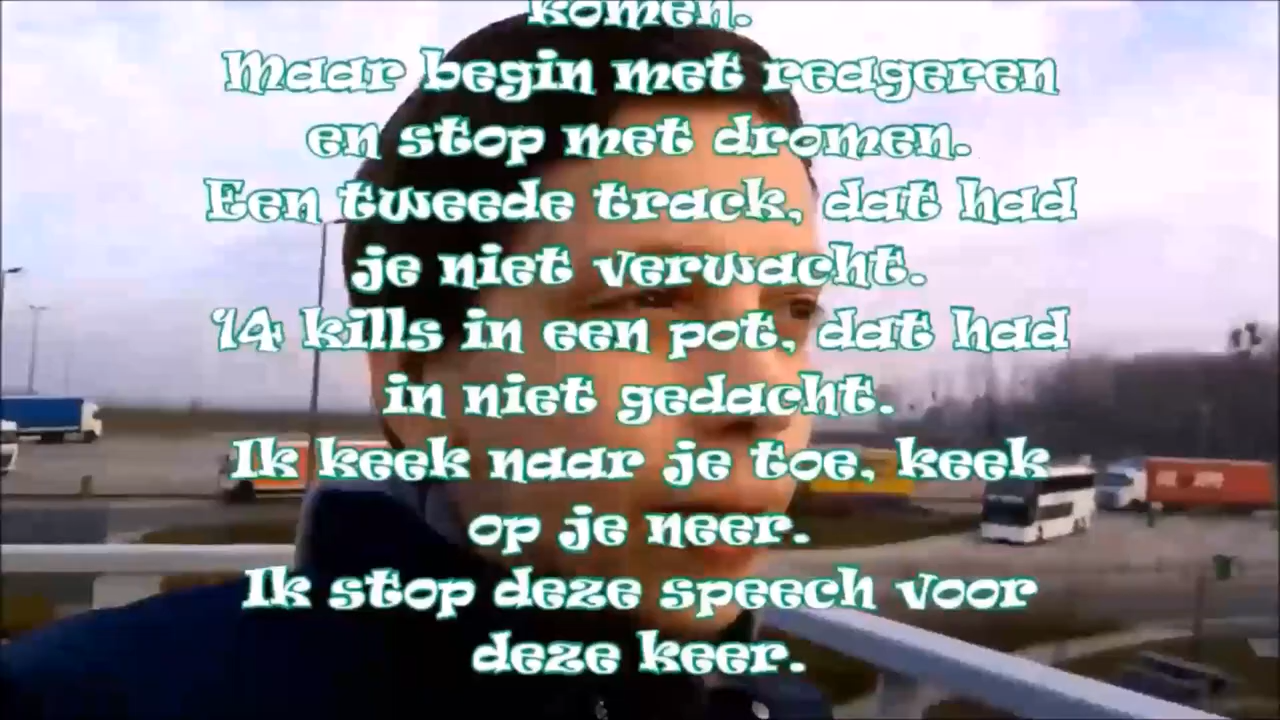 komen.
Maar begin met reageren
en stop met dromen.
Een tweede track, dat had
je niet verwacht.
14 kills in een pot, dat had
in niet gedacht.
Ik keek naar je toe, keek
op je neer.
Ik stop deze speech voor
deze keer.